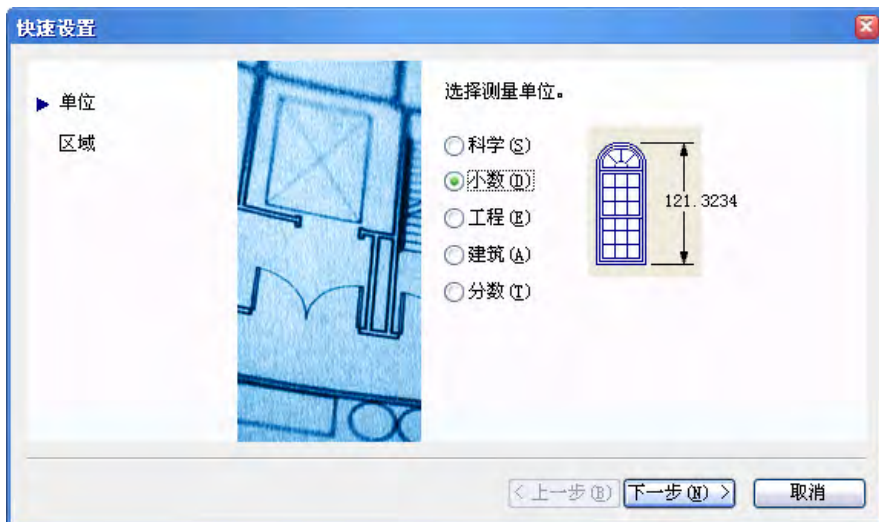 快速设置
单位
区域
选择测量单位。
科学(S)
小数(D)
工程(E)
建筑(A)
分数(T)
121.3234
< 上一步(B)
下一步(N) >
取消